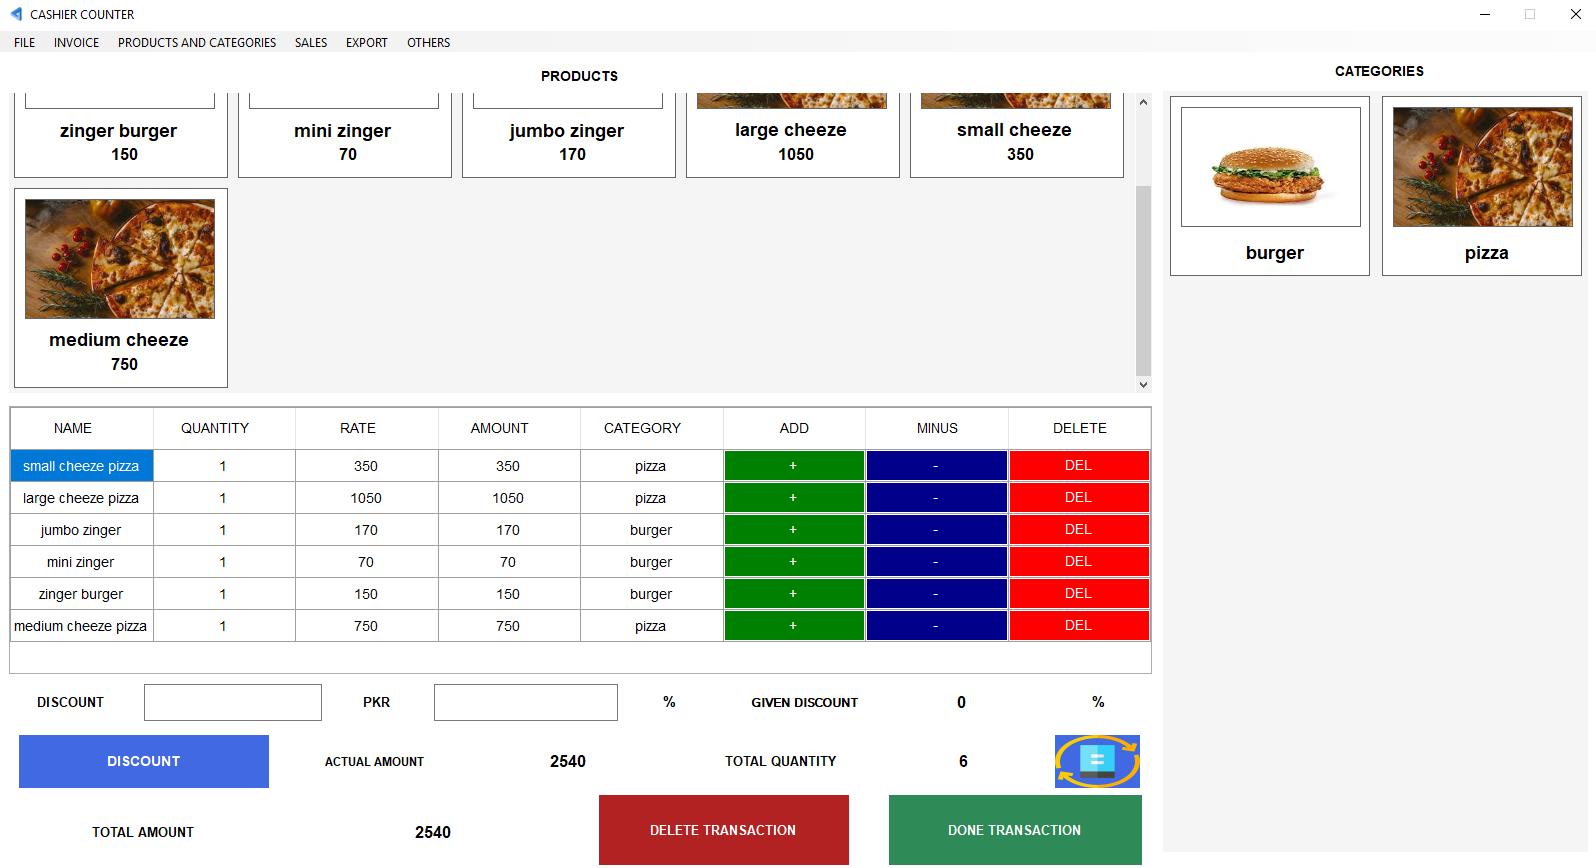 CASHIER COUNTER
FILE INVOICE PRODUCTS AND CATEGORIES SALES EXPORT OTHERS
PRODUCTS
CATEGORIES
zinger burger mini zinger jumbo zinger large cheeze small cheeze
150 70 170 1050 350
burger pizza
medium cheeze
750
NAME QUANTITY RATE AMOUNT CATEGORY ADD MINUS DELETE
small cheeze pizza 1 350 350 pizza + - DEL
large cheeze pizza 1 1050 1050 pizza + - DEL
jumbo zinger 1 170 170 burger + - DEL
mini zinger 1 70 70 burger + - DEL
zinger burger 1 150 150 burger + - DEL
medium cheeze pizza 1 750 750 pizza + - DEL
DISCOUNT PKR % GIVEN DISCOUNT 0 %
DISCOUNT ACTUAL AMOUNT 2540 TOTAL QUANTITY 6
TOTAL AMOUNT 2540 DELETE TRANSACTION DONE TRANSACTION